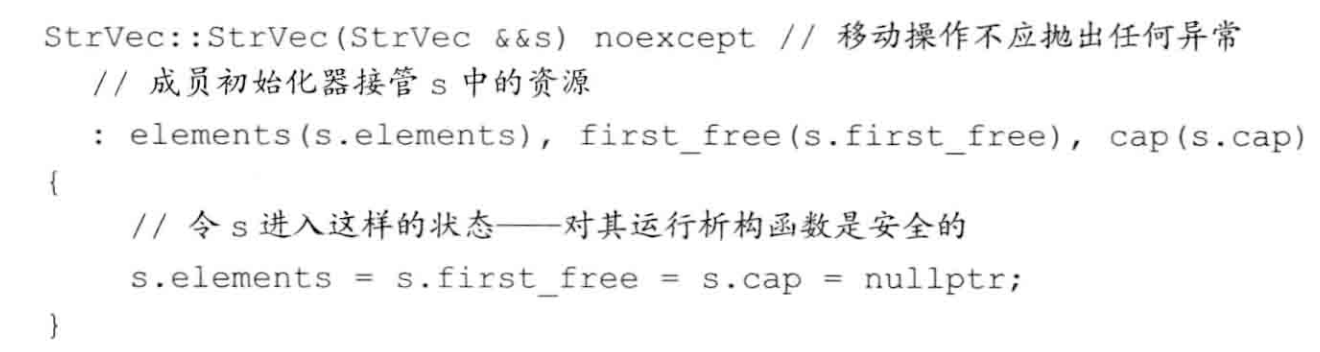 StrVec::StrVec(StrVec &&s) noexcept // 移动操作不应抛出任何异常
// 成员初始化器接管 s 中的资源
: elements(s.elements), first_free(s.first_free), cap(s.cap)
{
// 令 s 进入这样的状态——对其运行析构函数是安全的
s.elements = s.first_free = s.cap = nullptr;
}